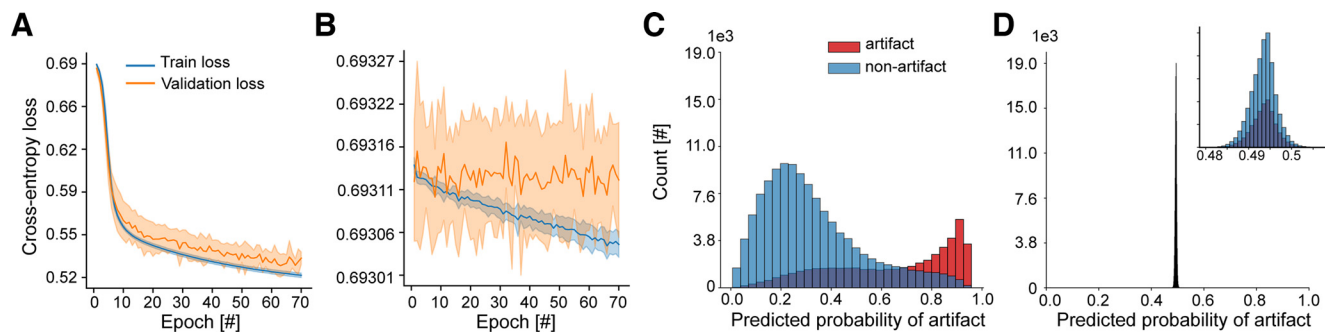 A
Cross-entropy loss
0.69
0.66
0.62
0.59
0.55
0.52
Train loss
Validation loss
0 10 20 30 40 50 60 70
Epoch [#]
B
0.69327
0.69322
0.69316
0.69311
0.69306
0.69301
0 10 20 30 40 50 60 70
Epoch [#]
C
1e3
Count [#]
19.0
15.0
11.0
7.6
3.8
0
artifact
non-artifact
0.0 0.2 0.4 0.6 0.8 1.0
Predicted probability of artifact
D
1e3
19.0
15.0
11.0
7.6
3.8
0
0.48 0.49 0.5
0.0 0.2 0.4 0.6 0.8 1.0
Predicted probability of artifact